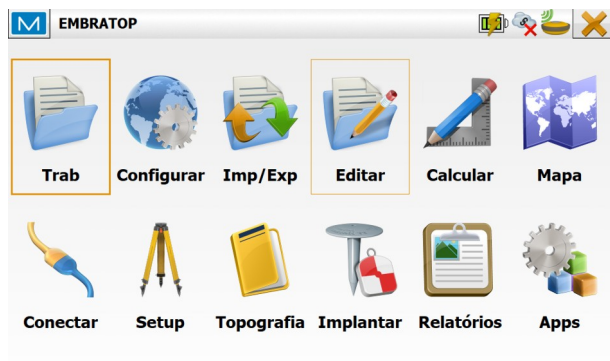 M EMBRATOP
Trab Configurar Imp/Exp Editar Calcular Mapa
Conectar Setup Topografia Implantar Relatórios Apps